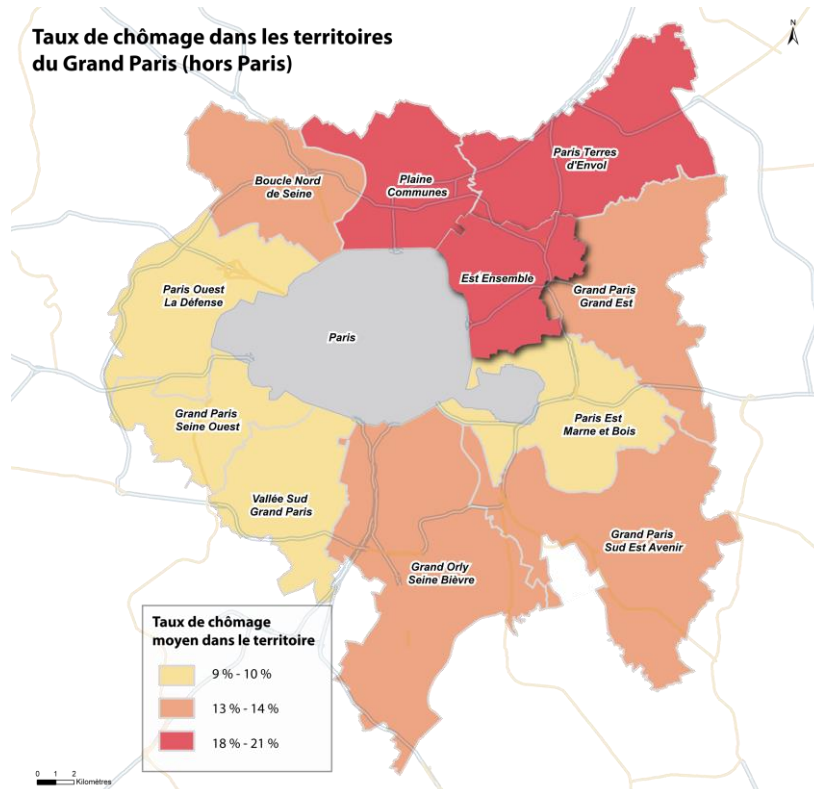 Taux de chômage dans les territoires
du Grand Paris (hors Paris)
N
Paris Terres
d'Envol
Boucle Nord
de Seine
Plaine
Communes
Est Ensemble
Paris Ouest
La Défense
Grand Paris
Grand Est
Paris
Grand Paris
Seine Ouest
Paris Est
Marne et Bois
Vallée Sud
Grand Paris
Grand Paris
Sud Est Avenir
Grand Orly
Seine Bièvre
Taux de chômage
moyen dans le territoire
9 % - 10 %
13 % - 14 %
18 % - 21 %
0 1 2
Kilomètres